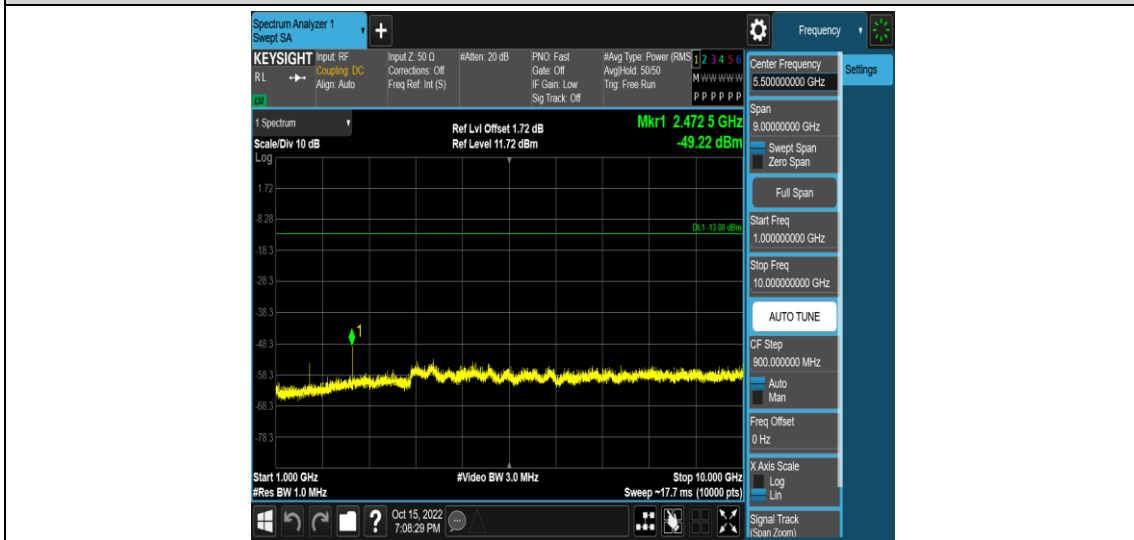 Spectrum Analyzer 1
Swept SA
+
Frequency
KEYSIGHT
RL
LXI
Input: RF
Coupling: DC
Align: Auto
Input Z: 50 Ω
Corrections: Off
Freq Ref: Int (S)
#Atten: 20 dB
PNO: Fast
Gate: Off
IF Gain: Low
Sig Track: Off
#Avg Type: Power (RMS
Avg|Hold: 50/50
Trig: Free Run
1 2 3 4 5 6
M W W W W W
P P P P P P
1 Spectrum
Scale/Div 10 dB
Log
Ref Lvl Offset 1.72 dB
Ref Level 11.72 dBm
Mkr1 2.472 5 GHz
-49.22 dBm
1.72
-8.28
DL1 -13.00 dBm
-18.3
-28.3
-38.3
1
-48.3
-58.3
-68.3
-78.3
Start 1.000 GHz
#Res BW 1.0 MHz
#Video BW 3.0 MHz
Stop 10.000 GHz
Sweep ~17.7 ms (10000 pts)
Center Frequency
5.50000000 GHz
Settings
Span
9.00000000 GHz
Swept Span
Zero Span
Full Span
Start Freq
1.000000000 GHz
Stop Freq
10.000000000 GHz
AUTO TUNE
CF Step
900.000000 MHz
Auto
Man
Freq Offset
0 Hz
X Axis Scale
Log
Lin
Signal Track
(Span Zoom)
?
Oct 15, 2022
7:08:29 PM